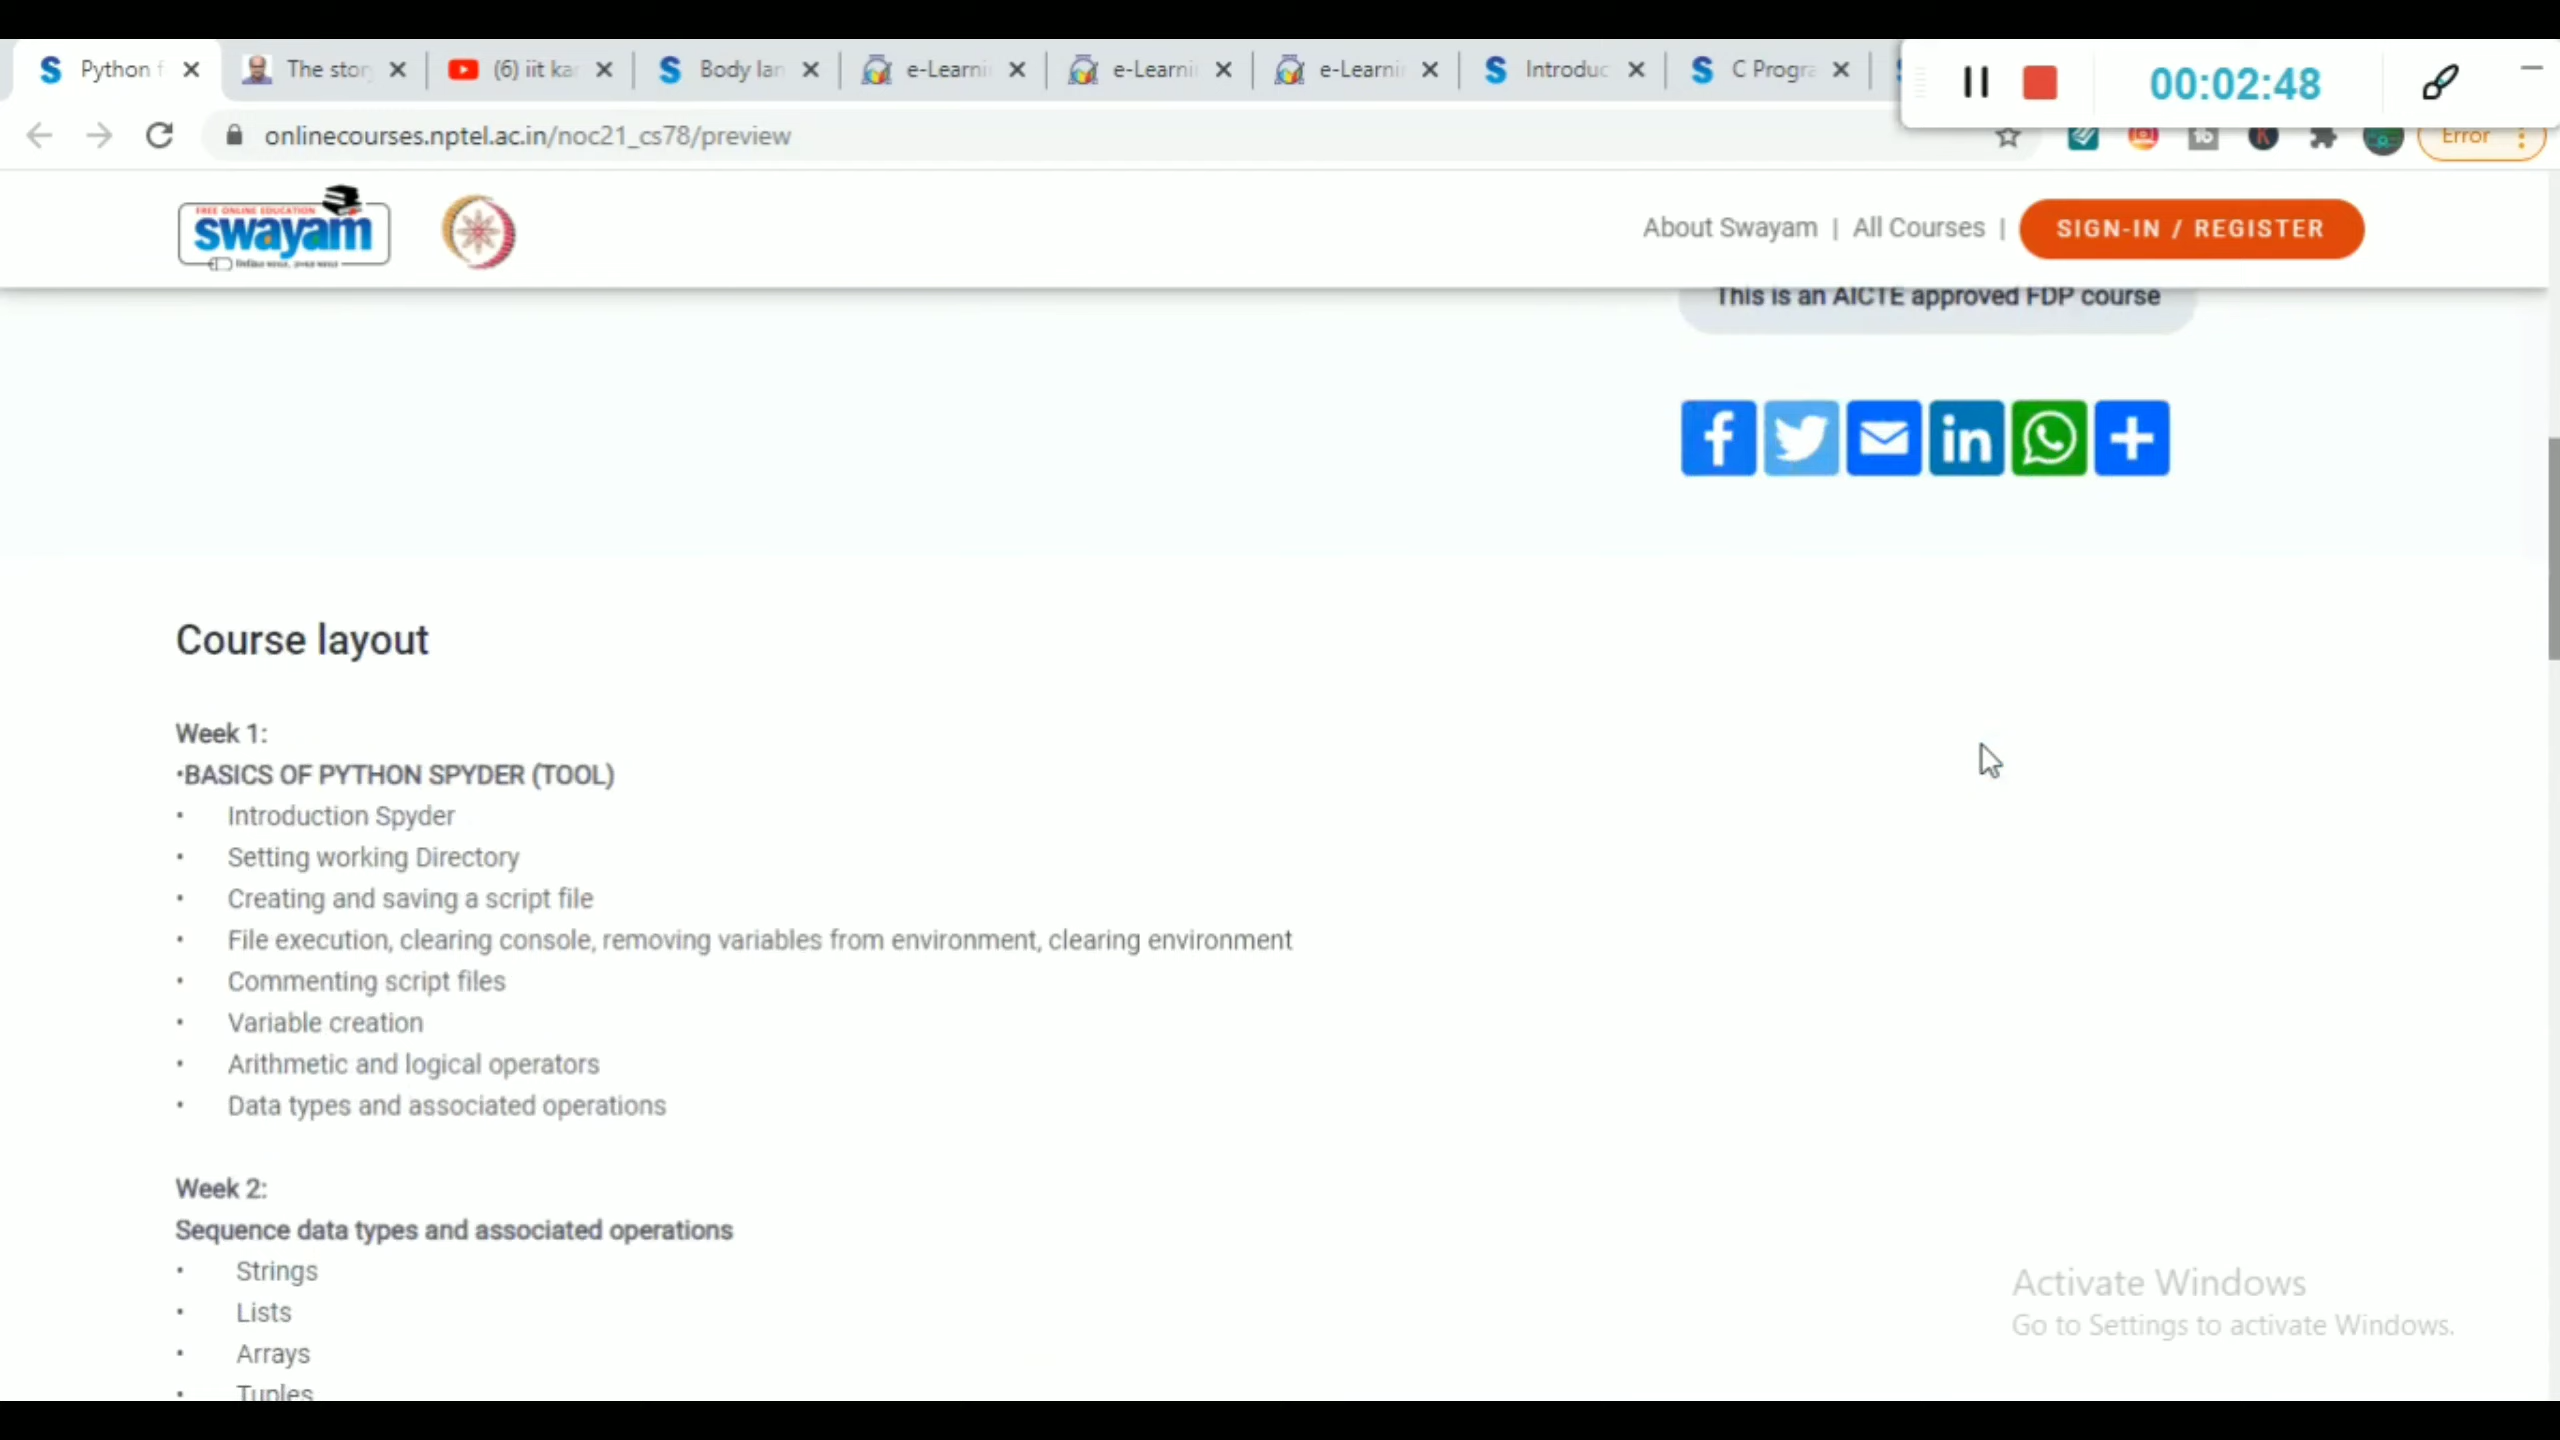 Python f
The stor
(6) iit ka
Body lan
e-Learni
e-Learni
e-Learni
Introduc
C Progra
00:02:48
onlinecourses.nptel.ac.in/noc21_cs78/preview
Error
FREE ONLINE EDUCATION
swayam
About Swayam | All Courses |
SIGN-IN / REGISTER
This is an AICTE approved FDP course
Course layout
Week 1:
•BASICS OF PYTHON SPYDER (TOOL)
• Introduction Spyder
• Setting working Directory
• Creating and saving a script file
• File execution, clearing console, removing variables from environment, clearing environment
• Commenting script files
• Variable creation
• Arithmetic and logical operators
• Data types and associated operations
Week 2:
Sequence data types and associated operations
• Strings
• Lists
• Arrays
• Tuples
Activate Windows
Go to Settings to activate Windows.